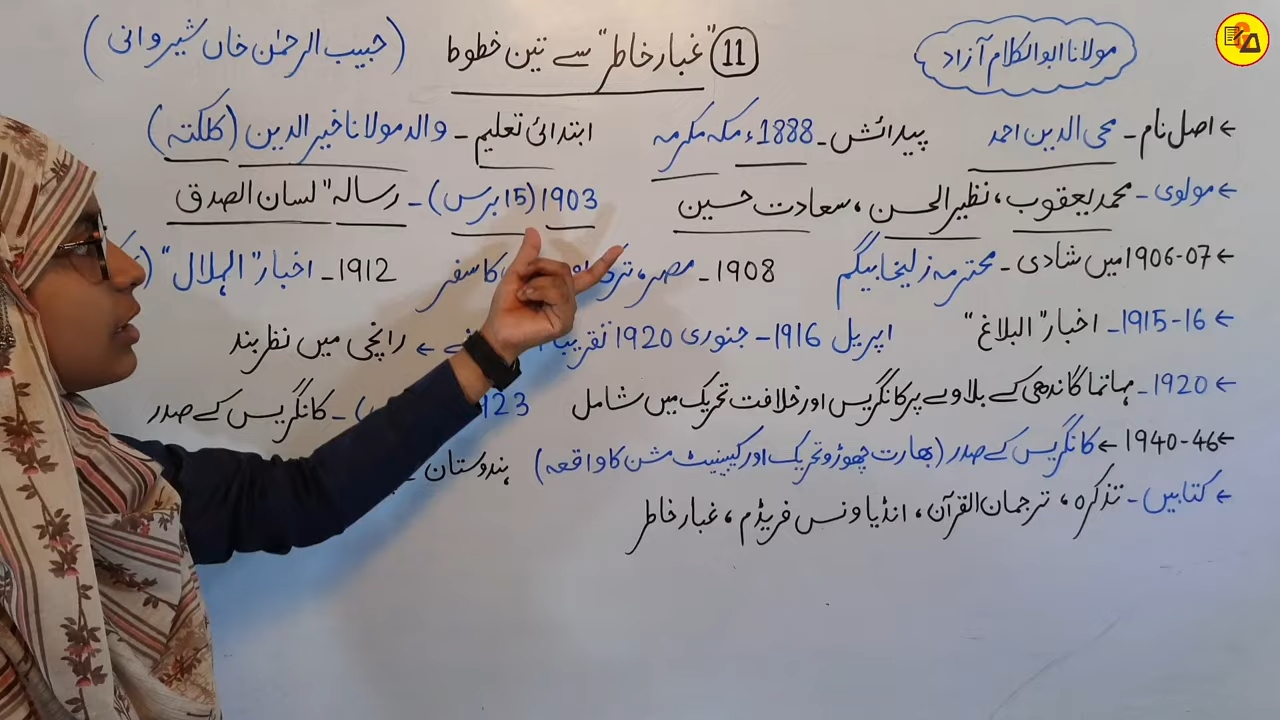 مولانا ابوالکلام آزاد
(11) "غبار خاطر" سے تین خطوط (حبیب الرحمٰن خاں شیروانی)
← اصل نام - محی الدین احمد پیدائش - 1888ء مکہ مکرمہ ابتدائی تعلیم - والد مولانا خیر الدین (کلکتہ)
← مولوی - محمد یعقوب، نظیر الحسن، سعادت حسین 1903 (15 برس) - رسالہ "لسان الصدق
← 1906-07 میں شادی - محترمہ زلیخا بیگم 1908 - مصر، کا سفر 1912 - اخبار "الہلال" (
← 1915-16 - اخبار "البلاغ" اپریل 1916 - جنوری 1920 تقریباً ← رانچی میں نظر بند
← 1920 - مہاتما گاندھی کے بلاوے پر کانگریس اور خلافت تحریک میں شامل - کانگریس کے صدر
← 1940-46 ← کانگریس کے صدر (بھارت چھوڑو تحریک اور کیبنیٹ مشن کا واقعہ) ہندوستان
← کتابیں - تذکرہ، ترجمان القرآن، انڈیا ونس فریڈم، غبار خاطر